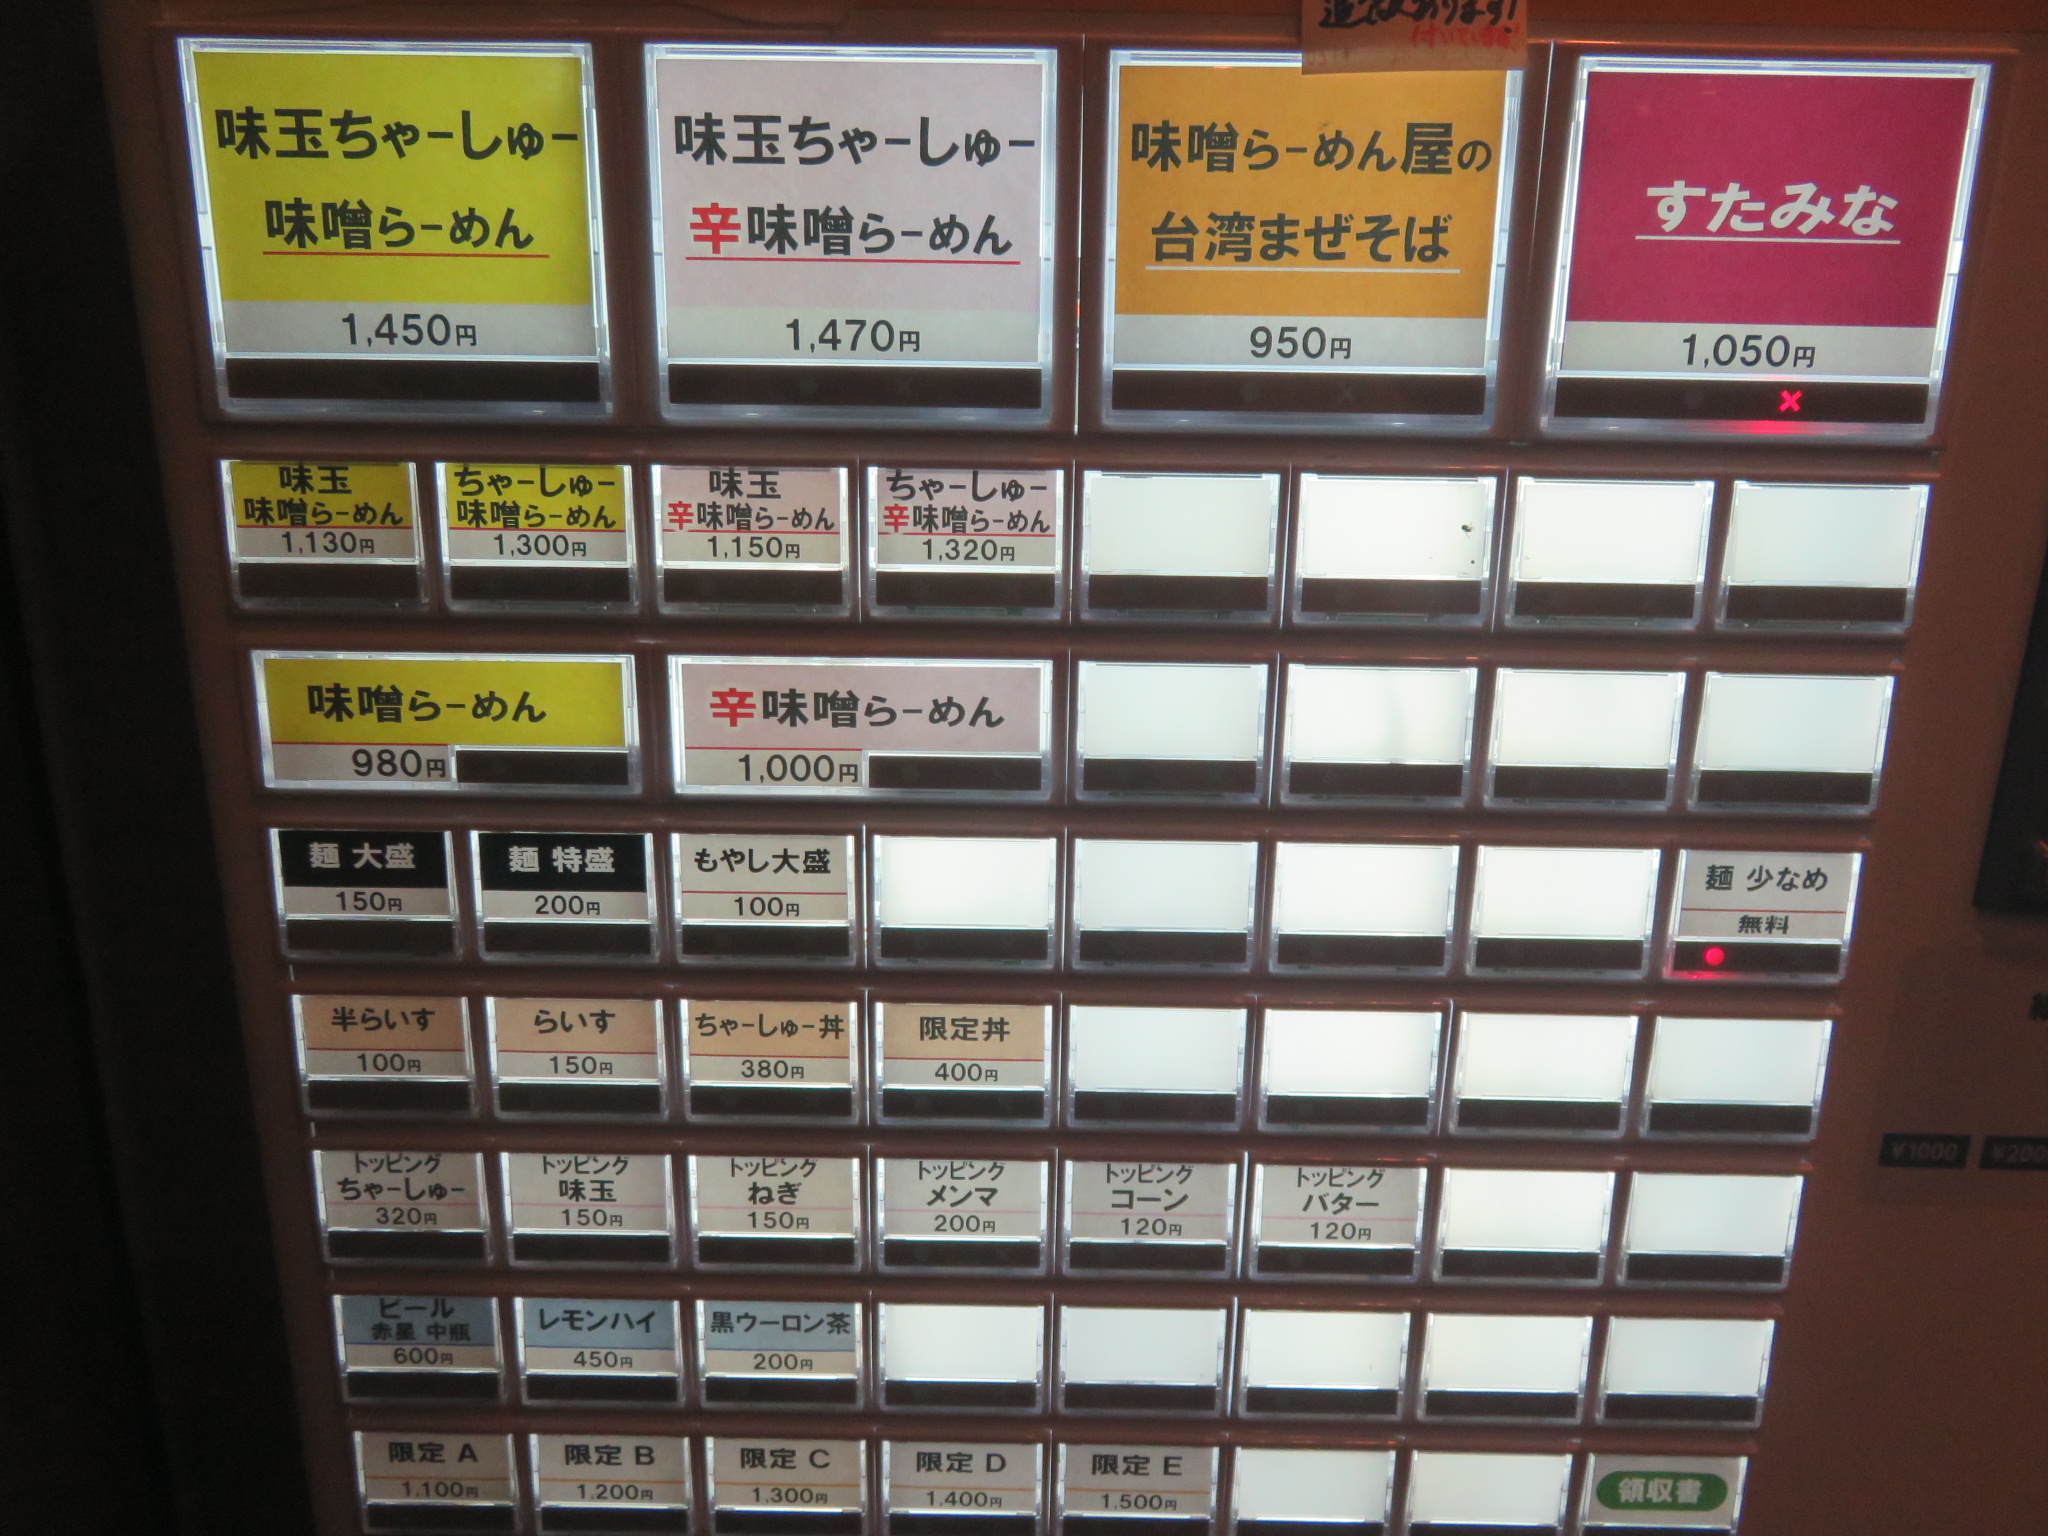 味玉ちゃーしゅー
味噌らーめん
1,450円
味玉ちゃーしゅー
辛味噌らーめん
1,470円
味噌らーめん屋の
台湾まぜそば
950円
すたみな
1,050円
×
味玉
味噌らーめん
1,130円
ちゃーしゅー
味噌らーめん
1,300円
味玉
辛味噌らーめん
1,150円
ちゃーしゅー
辛味噌らーめん
1,320円
味噌らーめん
980円
辛味噌らーめん
1,000円
麺 大盛
150円
麺 特盛
200円
もやし大盛
100円
麺 少なめ
無料
半らいす
100円
らいす
150円
ちゃーしゅー丼
380円
限定丼
400円
トッピング
ちゃーしゅー
320円
トッピング
味玉
150円
トッピング
ねぎ
150円
トッピング
メンマ
200円
トッピング
コーン
120円
トッピング
バター
120円
¥1000
ビール
赤星 中瓶
600円
レモンハイ
450円
黒ウーロン茶
200円
限定 A
1,100円
限定 B
1,200円
限定 C
1,300円
限定 D
1,400円
限定 E
1,500円
領収書